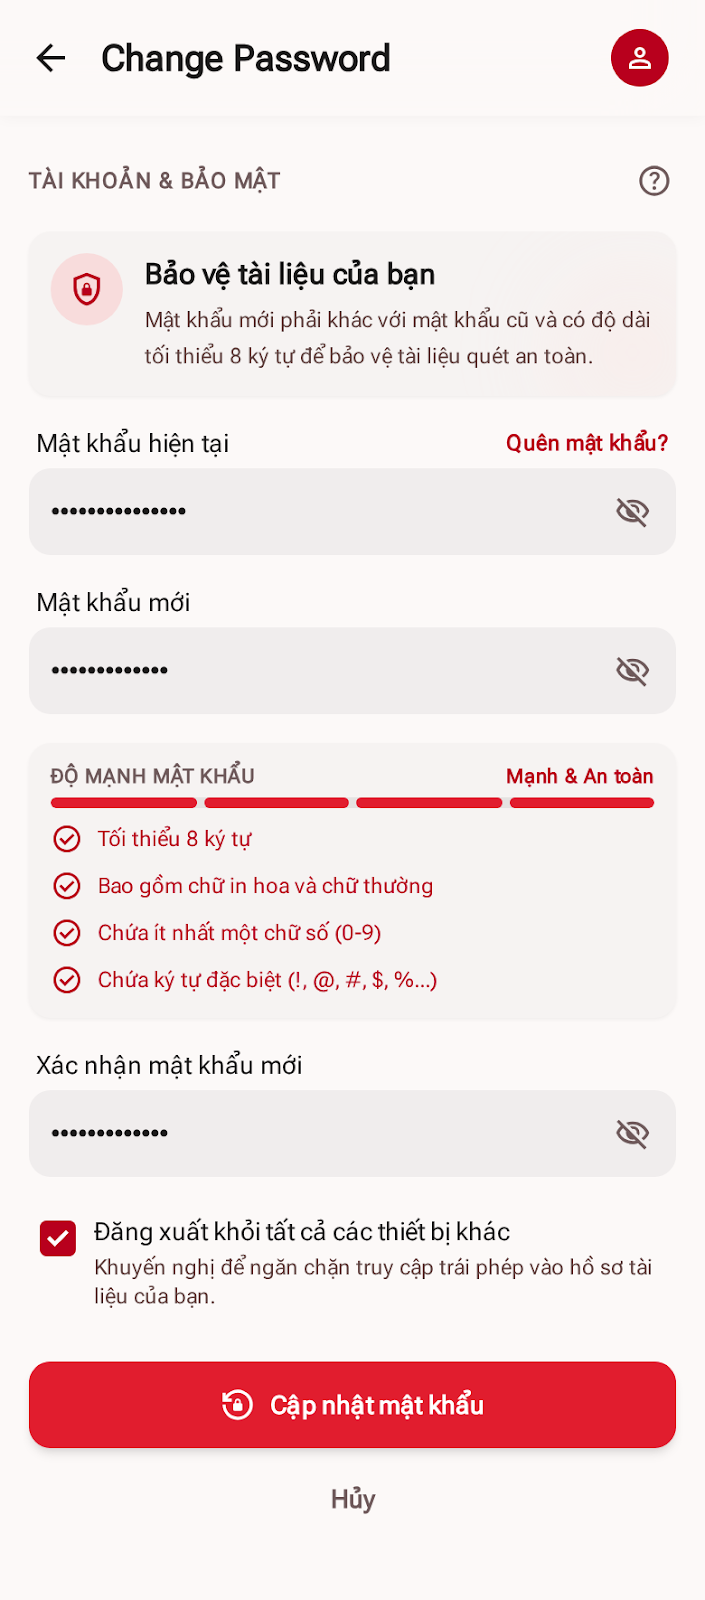 Change Password
TÀI KHOẢN & BẢO MẬT
Bảo vệ tài liệu của bạn
Mật khẩu mới phải khác với mật khẩu cũ và có độ dài
tối thiểu 8 ký tự để bảo vệ tài liệu quét an toàn.
Mật khẩu hiện tại
Quên mật khẩu?
•••••••••••••••
Mật khẩu mới
•••••••••••••
ĐỘ MẠNH MẬT KHẨU
Mạnh & An toàn
Tối thiểu 8 ký tự
Bao gồm chữ in hoa và chữ thường
Chứa ít nhất một chữ số (0-9)
Chứa ký tự đặc biệt (!, @, #, $, %...)
Xác nhận mật khẩu mới
•••••••••••••
Đăng xuất khỏi tất cả các thiết bị khác
Khuyến nghị để ngăn chặn truy cập trái phép vào hồ sơ tài
liệu của bạn.
Cập nhật mật khẩu
Hủy